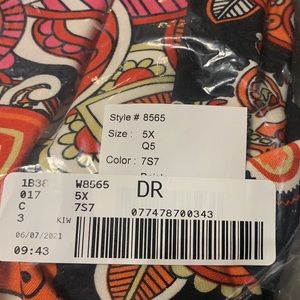 Style # 8565
Size : 5X
Q5
Color : 7S7
1B38 W8565 DR
017 5X
C 7S7 077478700343
3 KIW
06/07/2021
09:43